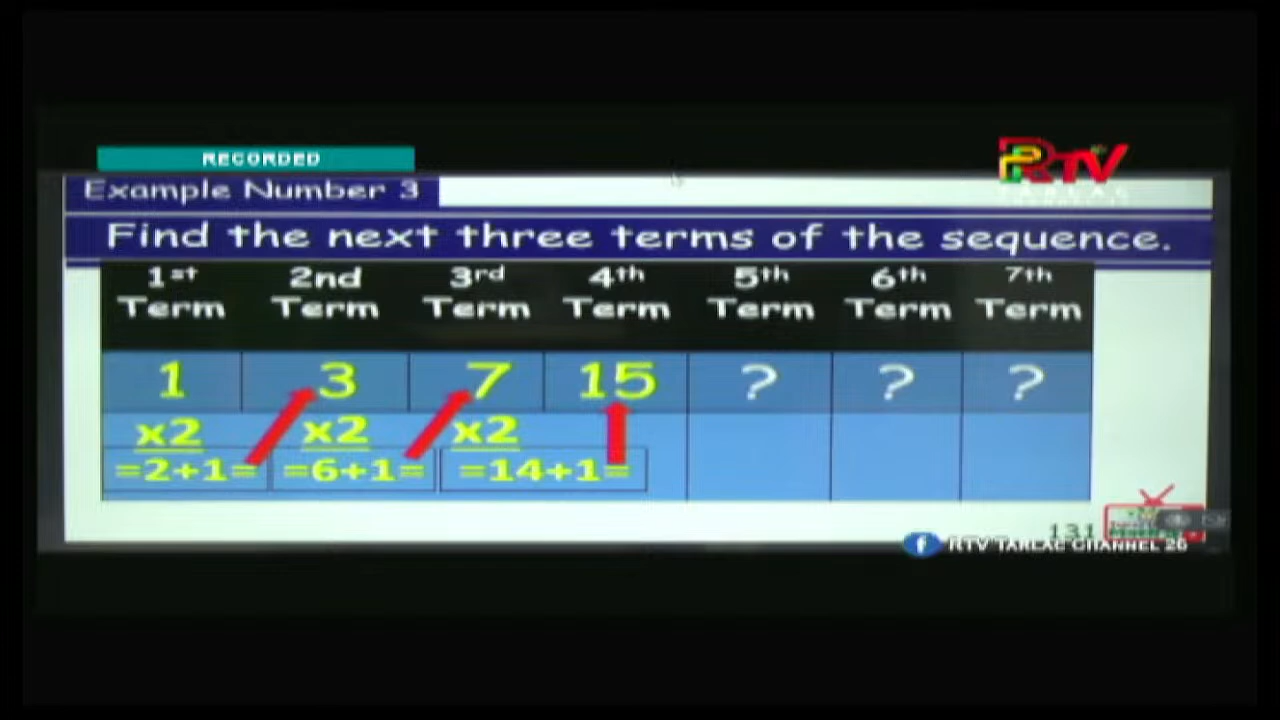 RECORDED
RTV
TARLAC
Example Number 3
Find the next three terms of the sequence.
1st Term 2nd Term 3rd Term 4th Term 5th Term 6th Term 7th Term
1 3 7 15 ? ? ?
x2 x2 x2
=2+1= =6+1= =14+1=
131
RTV TARLAC CHANNEL 26